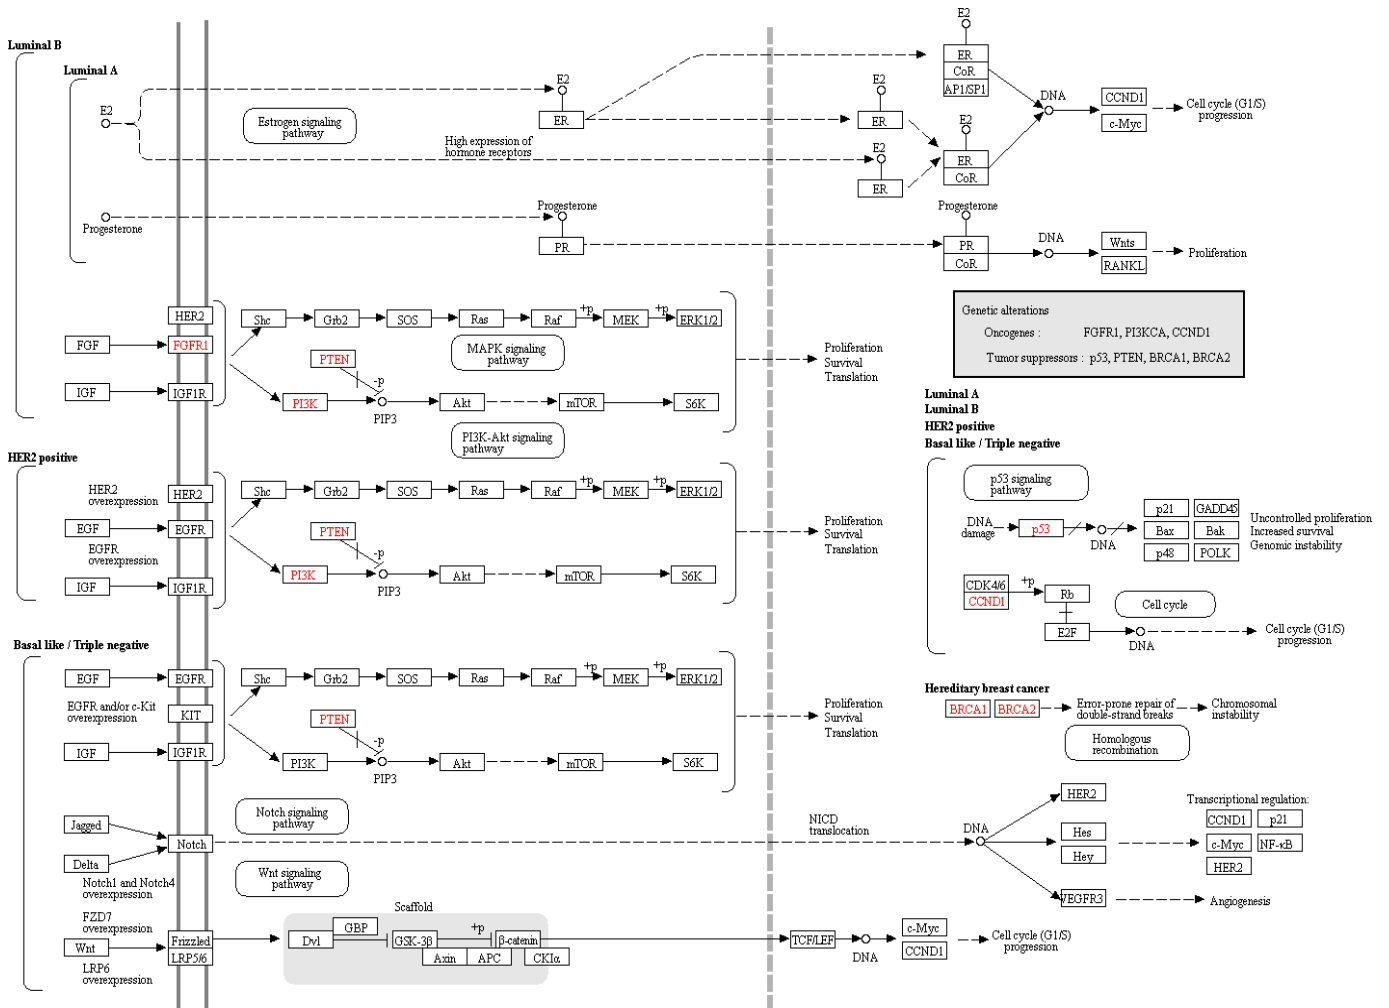 Luminal B
Luminal A
E2
Estrogen signaling
pathway
High expression of
hormone receptors
E2
ER
E2
ER
E2
ER
E2
ER
CoR
AP1/SP1
E2
ER
CoR
DNA
CCND1
c-Myc
Cell cycle (G1/S)
progression
Progesterone
Progesterone
PR
Progesterone
PR
CoR
DNA
Wnts
RANKL
Proliferation
HER2
FGF
FGFR1
IGF
IGF1R
Shc
Grb2
SOS
Ras
Raf
+p
MEK
+p
ERK1/2
MAPK signaling
pathway
PTEN
-p
PI3K
PIP3
Akt
mTOR
S6K
PI3K-Akt signaling
pathway
Proliferation
Survival
Translation
Genetic alterations
Oncogenes : FGFR1, PI3KCA, CCND1
Tumor suppressors : p53, PTEN, BRCA1, BRCA2
HER2 positive
HER2
overexpression
HER2
EGF
EGFR
EGFR
overexpression
IGF
IGF1R
Shc
Grb2
SOS
Ras
Raf
+p
MEK
+p
ERK1/2
PTEN
-p
PI3K
PIP3
Akt
mTOR
S6K
Proliferation
Survival
Translation
Luminal A
Luminal B
HER2 positive
Basal like / Triple negative
p53 signaling
pathway
DNA
damage
p53
DNA
p21
GADD45
Bax
Bak
p48
POLK
Uncontrolled proliferation
Increased survival
Genomic instability
CDK4/6
CCND1
+p
Rb
E2F
Cell cycle
DNA
Cell cycle (G1/S)
progression
Basal like / Triple negative
EGF
EGFR
EGFR and/or c-Kit
overexpression
KIT
IGF
IGF1R
Shc
Grb2
SOS
Ras
Raf
+p
MEK
+p
ERK1/2
PTEN
-p
PI3K
PIP3
Akt
mTOR
S6K
Proliferation
Survival
Translation
Hereditary breast cancer
BRCA1
BRCA2
Error-prone repair of
double-strand breaks
Chromosomal
instability
Homologous
recombination
Notch signaling
pathway
Jagged
Delta
Notch
Notch1 and Notch4
overexpression
NICD
translocation
DNA
HER2
Hes
Hey
VEGFR3
Transcriptional regulation:
CCND1
p21
c-Myc
NF-κB
HER2
Angiogenesis
Wnt signaling
pathway
FZD7
overexpression
Wnt
Frizzled
LRP5/6
LRP6
overexpression
Scaffold
Dvl
GBP
GSK-3β
Axin
APC
+p
β-catenin
CKIα
TCF/LEF
DNA
c-Myc
CCND1
Cell cycle (G1/S)
progression